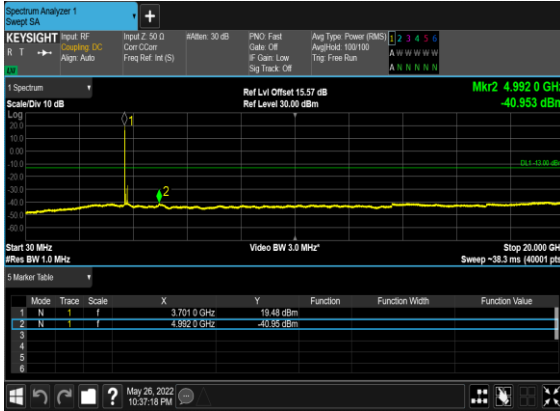 Spectrum Analyzer 1
Swept SA
+
KEYSIGHT Input: RF Input Z: 50 Ω #Atten: 30 dB PNO: Fast Avg Type: Power (RMS) 1 2 3 4 5 6
R T Coupling: DC Corr CCorr Gate: Off Avg|Hold: 100/100 A W W W W W
Align: Auto Freq Ref: Int (S) IF Gain: Low Trig: Free Run
Sig Track: Off A N N N N N
1 Spectrum Ref Lvl Offset 15.57 dB Mkr2 4.992 0 GHz
Scale/Div 10 dB Ref Level 30.00 dBm -40.953 dBm
Log
1
20.0
10.0
0.00
-10.0 DL1 -13.00 dBm
-20.0
-30.0
2
-40.0
-50.0
-60.0
Start 30 MHz Video BW 3.0 MHz* Stop 20.000 GHz
#Res BW 1.0 MHz Sweep ~38.3 ms (40001 pts)
5 Marker Table
Mode Trace Scale X Y Function Function Width Function Value
1 N 1 f 3.701 0 GHz 19.48 dBm
2 N 1 f 4.992 0 GHz -40.95 dBm
3
4
5
6
? May 26, 2022
10:37:18 PM